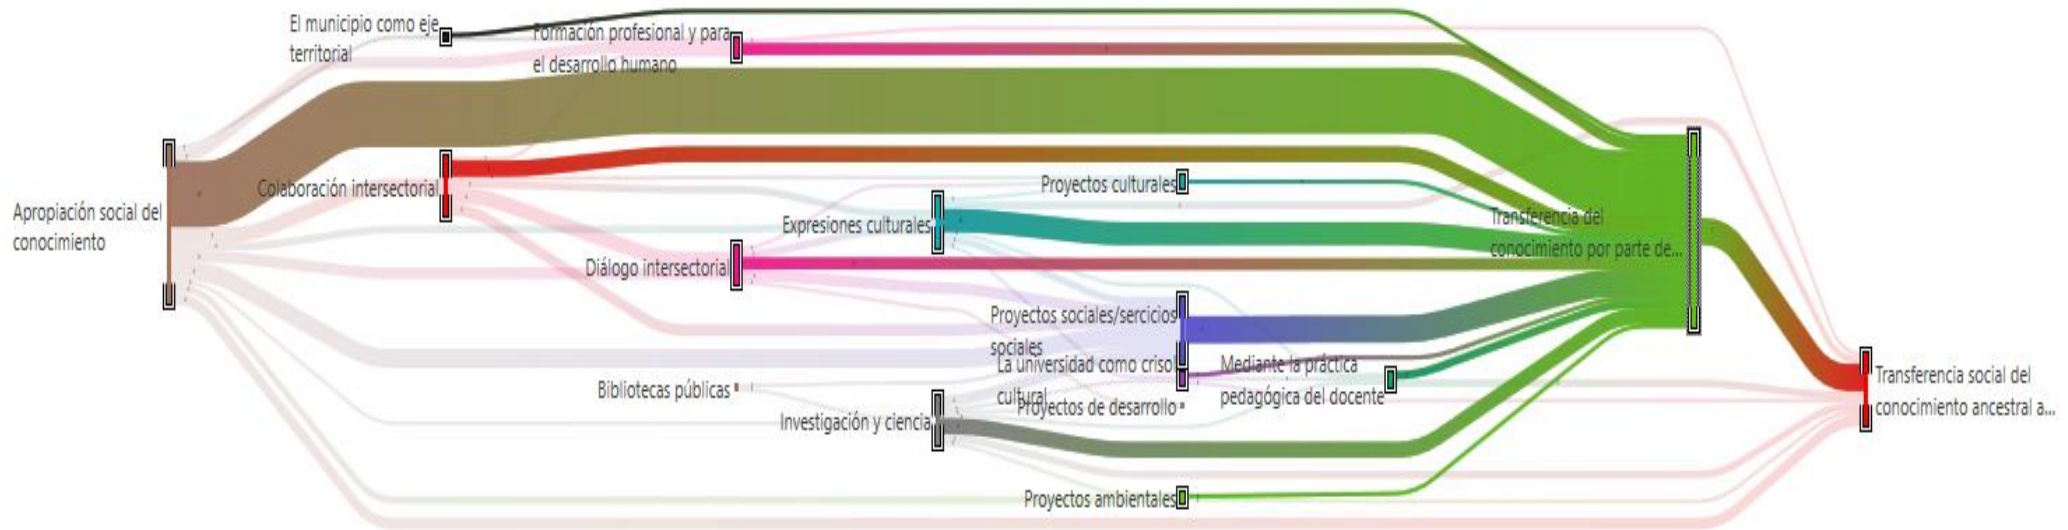 El municipio como eje
territorial
Formación profesional y para
el desarrollo humano
Apropiación social del
conocimiento
Colaboración intersectorial
Proyectos culturales
Expresiones culturales
Transferencia del
conocimiento por parte de...
Diálogo intersectorial
Proyectos sociales/sercicios
sociales
La universidad como crisol
cultural
Mediante la práctica
pedagógica del docente
Bibliotecas públicas
Proyectos de desarrollo
Investigación y ciencia
Transferencia social del
conocimiento ancestral a...
Proyectos ambientales